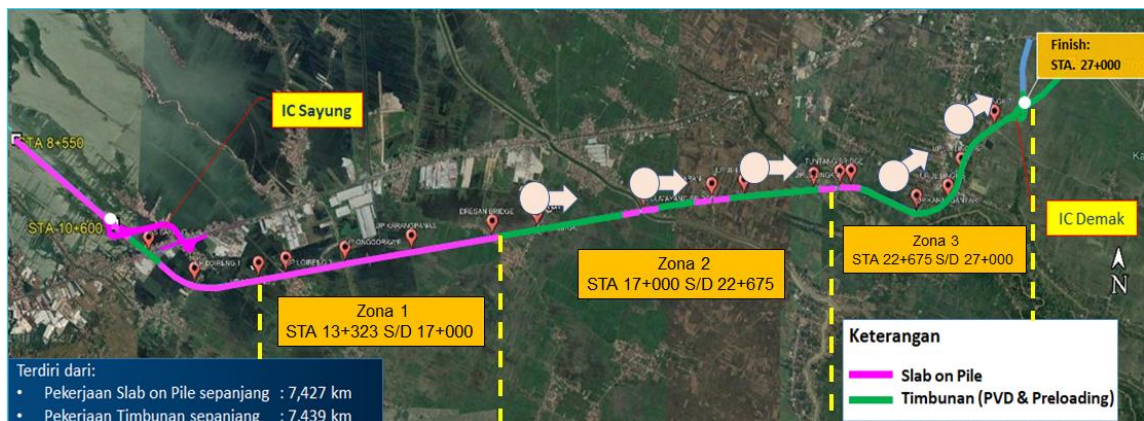 Finish:
STA. 27+000
IC Sayung
STA 8+550
STA 10+600
BRESAN BRIDGE
IC Demak
Zona 1
STA 13+323 S/D 17+000
Zona 2
STA 17+000 S/D 22+675
Zona 3
STA 22+675 S/D 27+000
N
Terdiri dari:
• Pekerjaan Slab on Pile sepanjang : 7,427 km
• Pekerjaan Timbunan sepanjang : 7,439 km
Keterangan
Slab on Pile
Timbunan (PVD & Preloading)